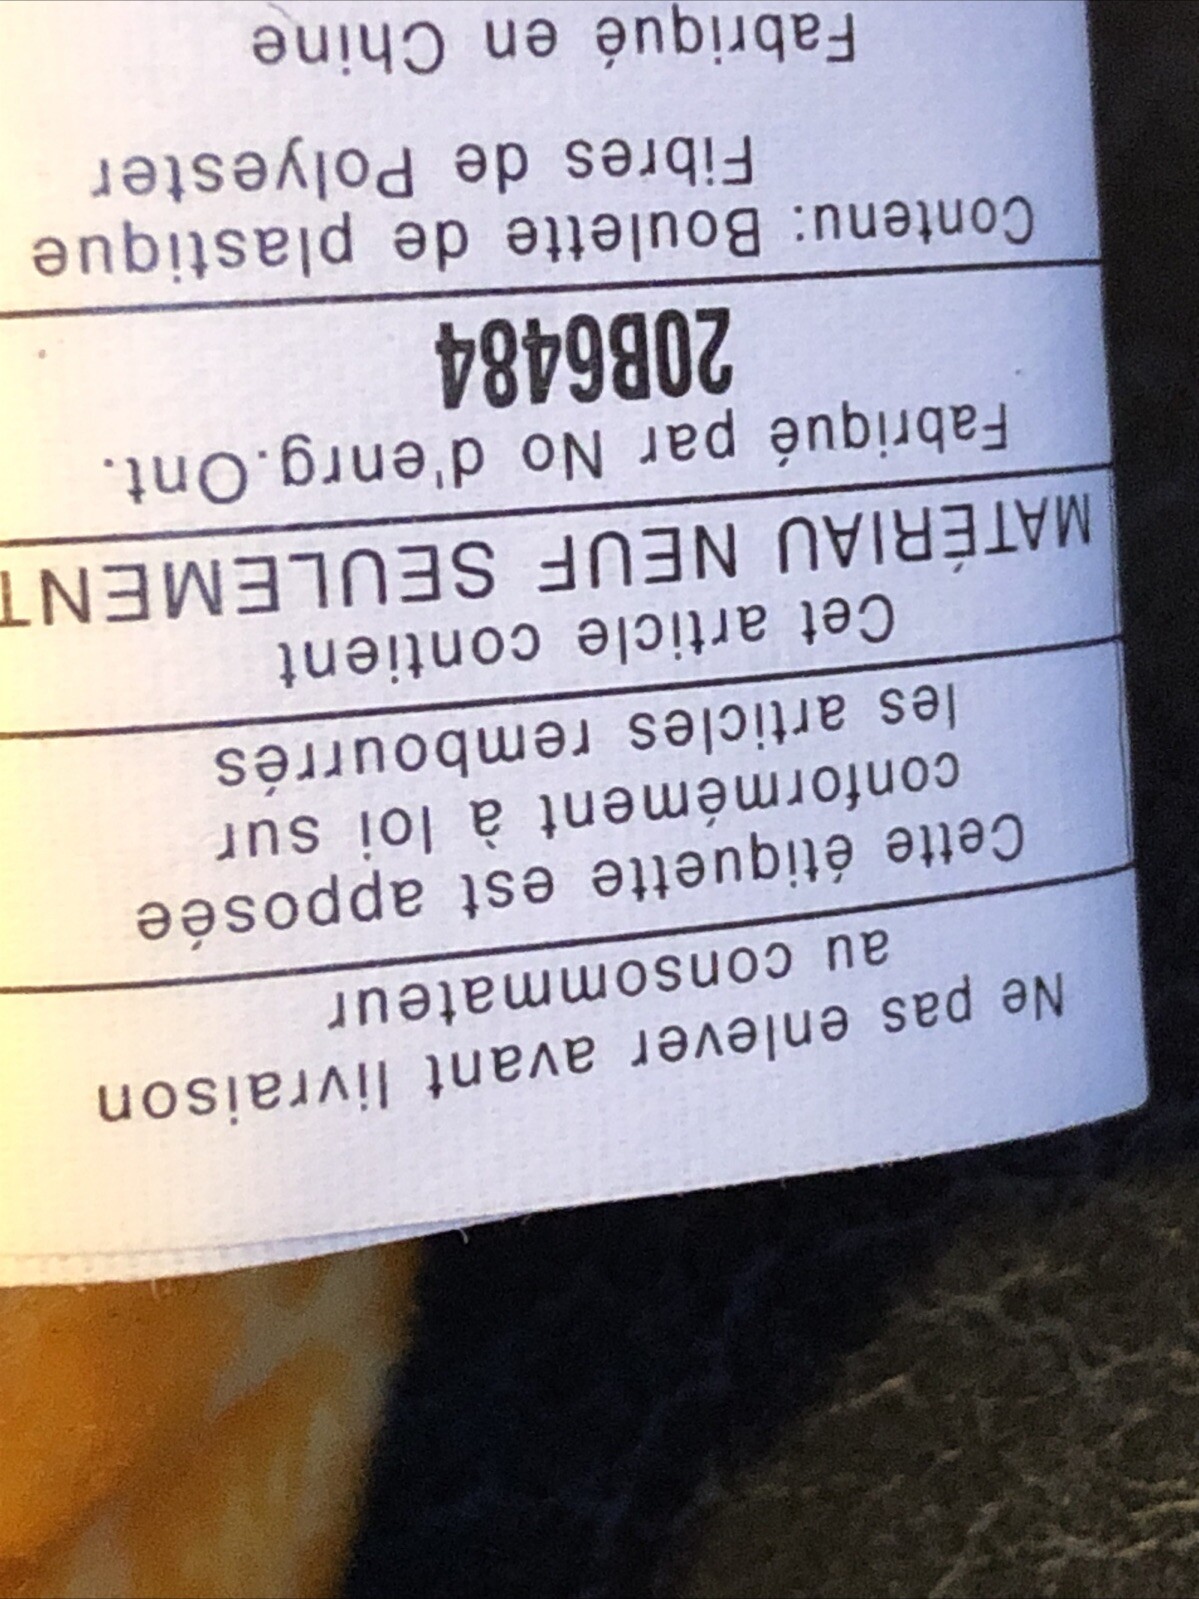 Ne pas enlever avant livraison
au consommateur
Cette étiquette est apposée
conformément à loi sur
les articles rembourrés
Cet article contient
MATÉRIAU NEUF SEULEMENT
Fabriqué par No d'enrg.Ont.
20B6484
Contenu: Boulette de plastique
Fibres de Polyester
Fabriqué en Chine